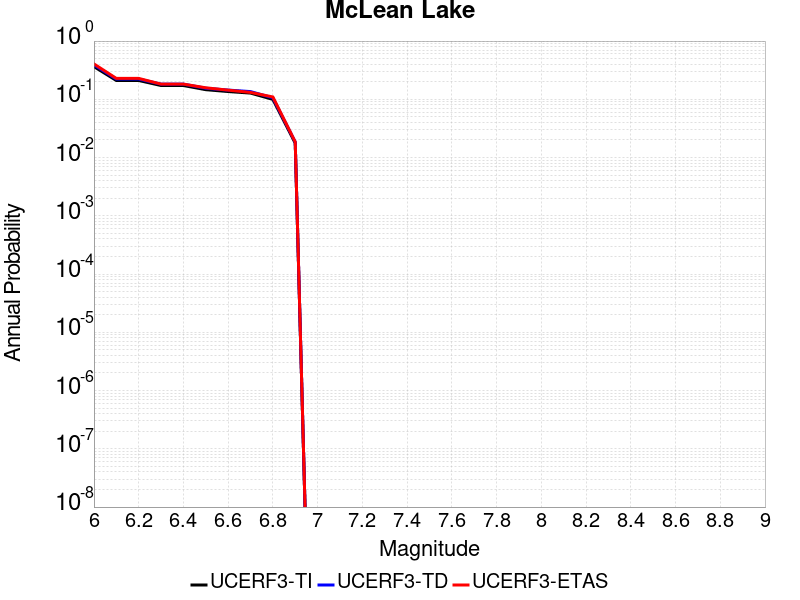 McLean Lake
10^0
10^-1
10^-2
10^-3
10^-4
10^-5
10^-6
10^-7
10^-8
Annual Probability
6 6.2 6.4 6.6 6.8 7 7.2 7.4 7.6 7.8 8 8.2 8.4 8.6 8.8 9
Magnitude
UCERF3-TI UCERF3-TD UCERF3-ETAS